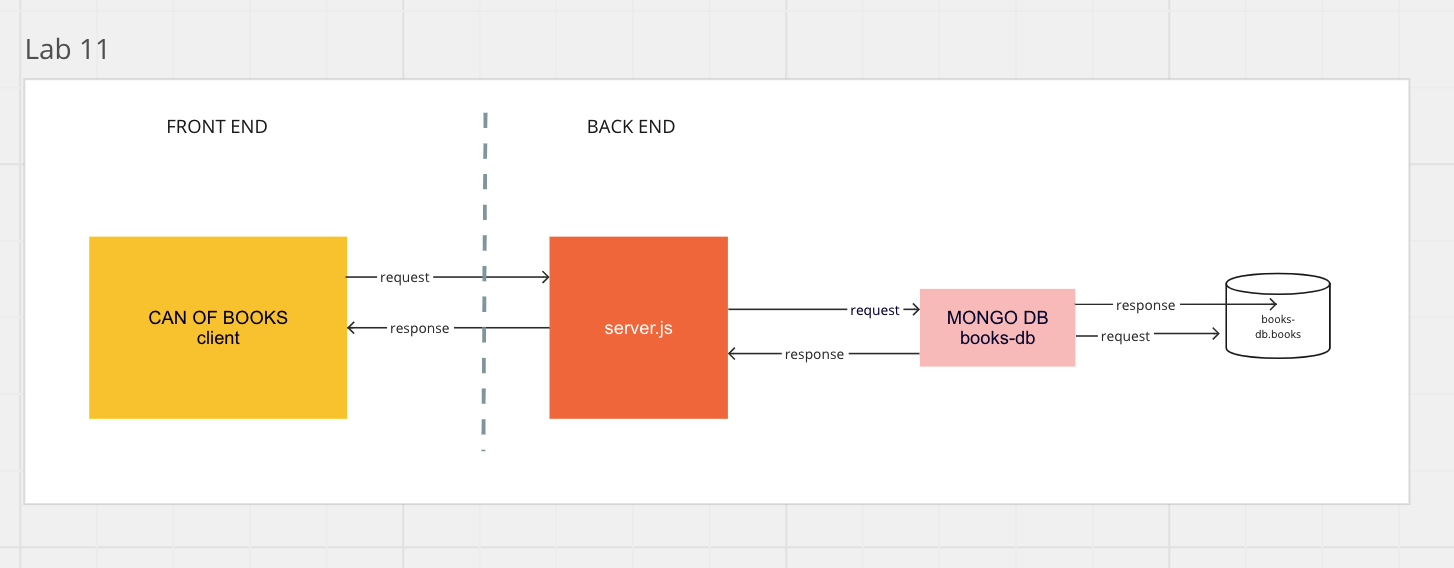 Lab 11
FRONT END
BACK END
CAN OF BOOKS
client
request
response
server.js
request
response
MONGO DB
books-db
response
request
books-
db.books